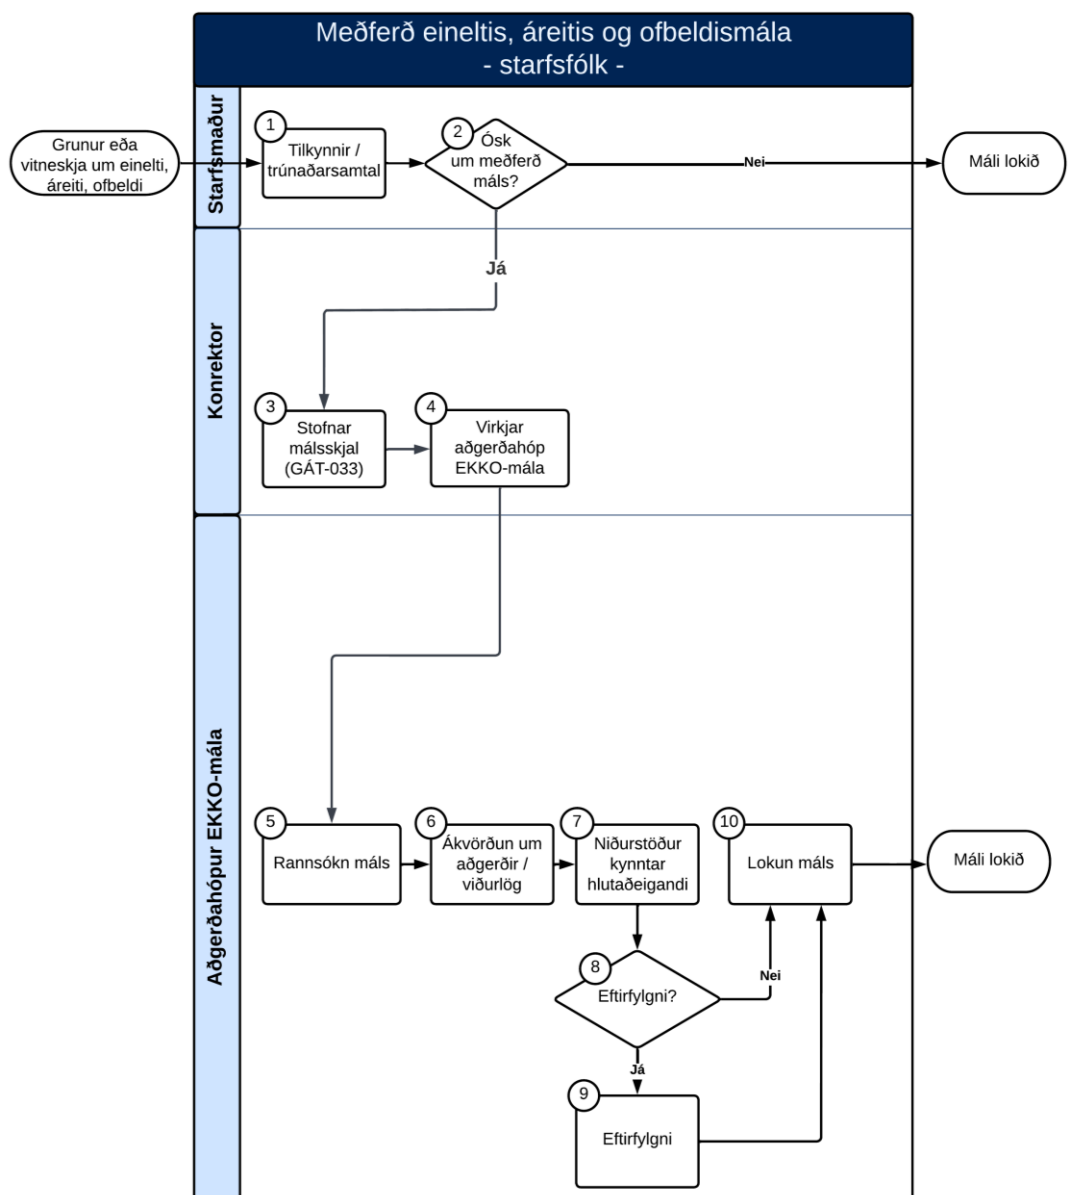 Meðferð eineltis, áreitis og ofbeldismála
- starfsfólk -
Starfsmaður
Grunur eða
vitneskja um einelti,
áreiti, ofbeldi
1
Tilkynnir /
trúnaðarsamtal
2
Ósk
um meðferð
máls?
Nei
Máli lokið
Já
Konrektor
3
Stofnar
málsskjal
(GÁT-033)
4
Virkjar
aðgerðahóp
EKKO-mála
Aðgerðahópur EKKO-mála
5
Rannsókn máls
6
Ákvörðun um
aðgerðir /
viðurlög
7
Niðurstöður
kynntar
hlutaðeigandi
10
Lokun máls
Máli lokið
8
Eftirfylgni?
Nei
Já
9
Eftirfylgni